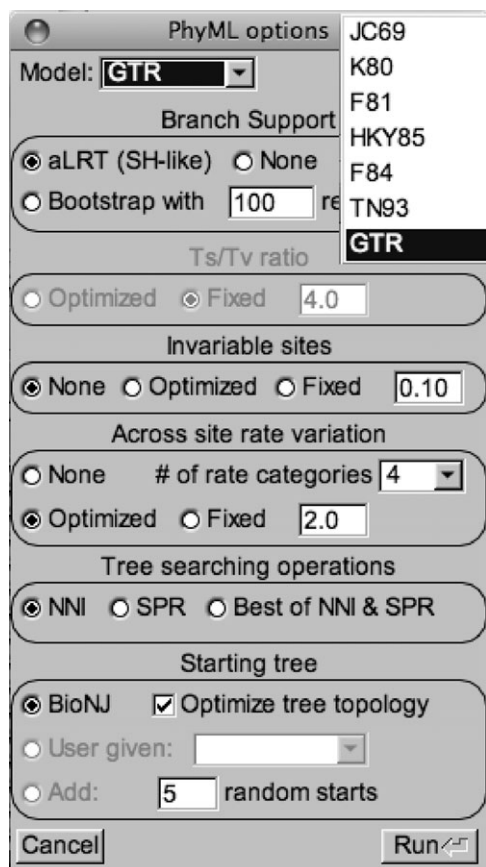 PhyML options
Model: GTR
JC69
K80
F81
HKY85
F84
TN93
GTR
Branch Support
aLRT (SH-like) None
Bootstrap with 100 re
Ts/Tv ratio
Optimized Fixed 4.0
Invariable sites
None Optimized Fixed 0.10
Across site rate variation
None # of rate categories 4
Optimized Fixed 2.0
Tree searching operations
NNI SPR Best of NNI & SPR
Starting tree
BioNJ Optimize tree topology
User given:
Add: 5 random starts
Cancel Run